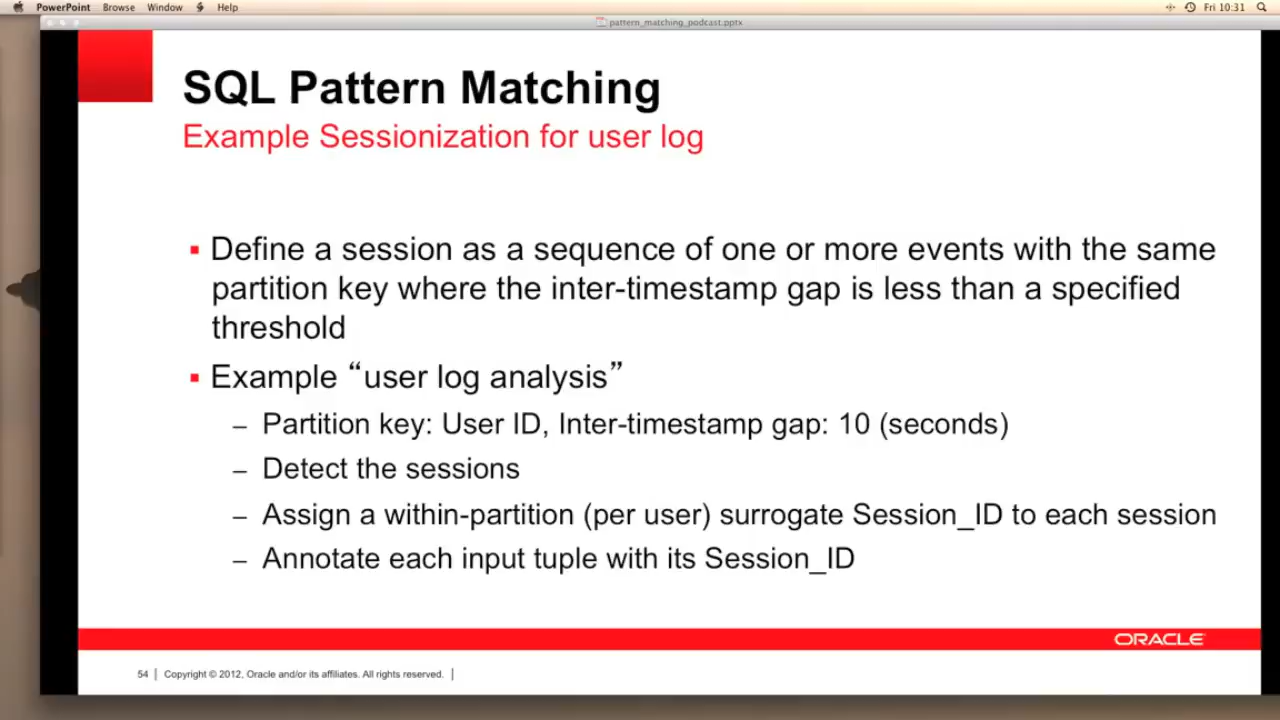 PowerPoint Browse Window Help
Fri 10:31
pattern_matching_podcast.pptx
SQL Pattern Matching
Example Sessionization for user log
Define a session as a sequence of one or more events with the same
partition key where the inter-timestamp gap is less than a specified
threshold
Example “user log analysis”
– Partition key: User ID, Inter-timestamp gap: 10 (seconds)
– Detect the sessions
– Assign a within-partition (per user) surrogate Session_ID to each session
– Annotate each input tuple with its Session_ID
ORACLE
54 | Copyright © 2012, Oracle and/or its affiliates. All rights reserved. |